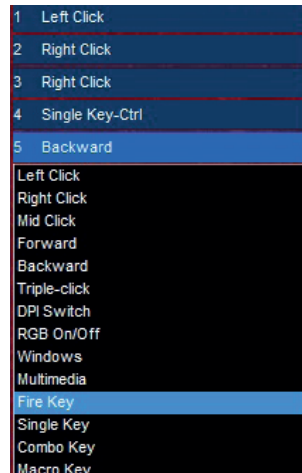 1 Left Click
2 Right Click
3 Right Click
4 Single Key-Ctrl
5 Backward
Left Click
Right Click
Mid Click
Forward
Backward
Triple-click
DPI Switch
RGB On/Off
Windows
Multimedia
Fire Key
Single Key
Combo Key
Macro Key